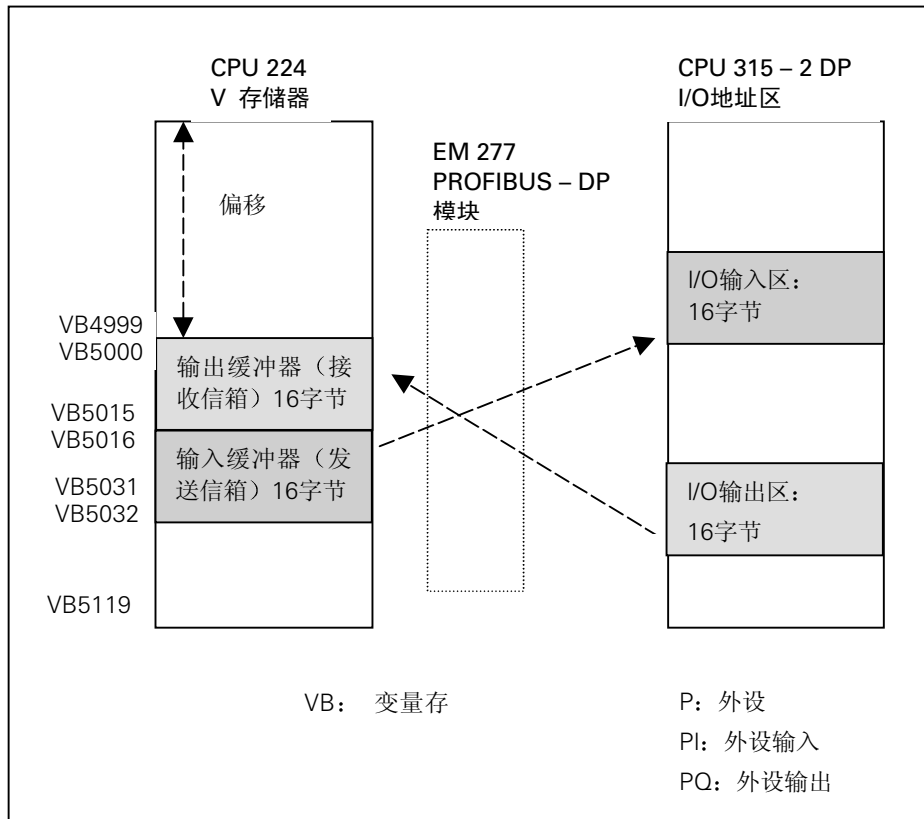 CPU 224
V 存储器
CPU 315 – 2 DP
I/O地址区
EM 277
PROFIBUS – DP
模块
偏移
I/O输入区：
16字节
VB4999
VB5000
输出缓冲器（接
收信箱）16字节
VB5015
VB5016
输入缓冲器（发
送信箱）16字节
VB5031
VB5032
I/O输出区：
16字节
VB5119
VB： 变量存
P：外设
PI：外设输入
PQ：外设输出